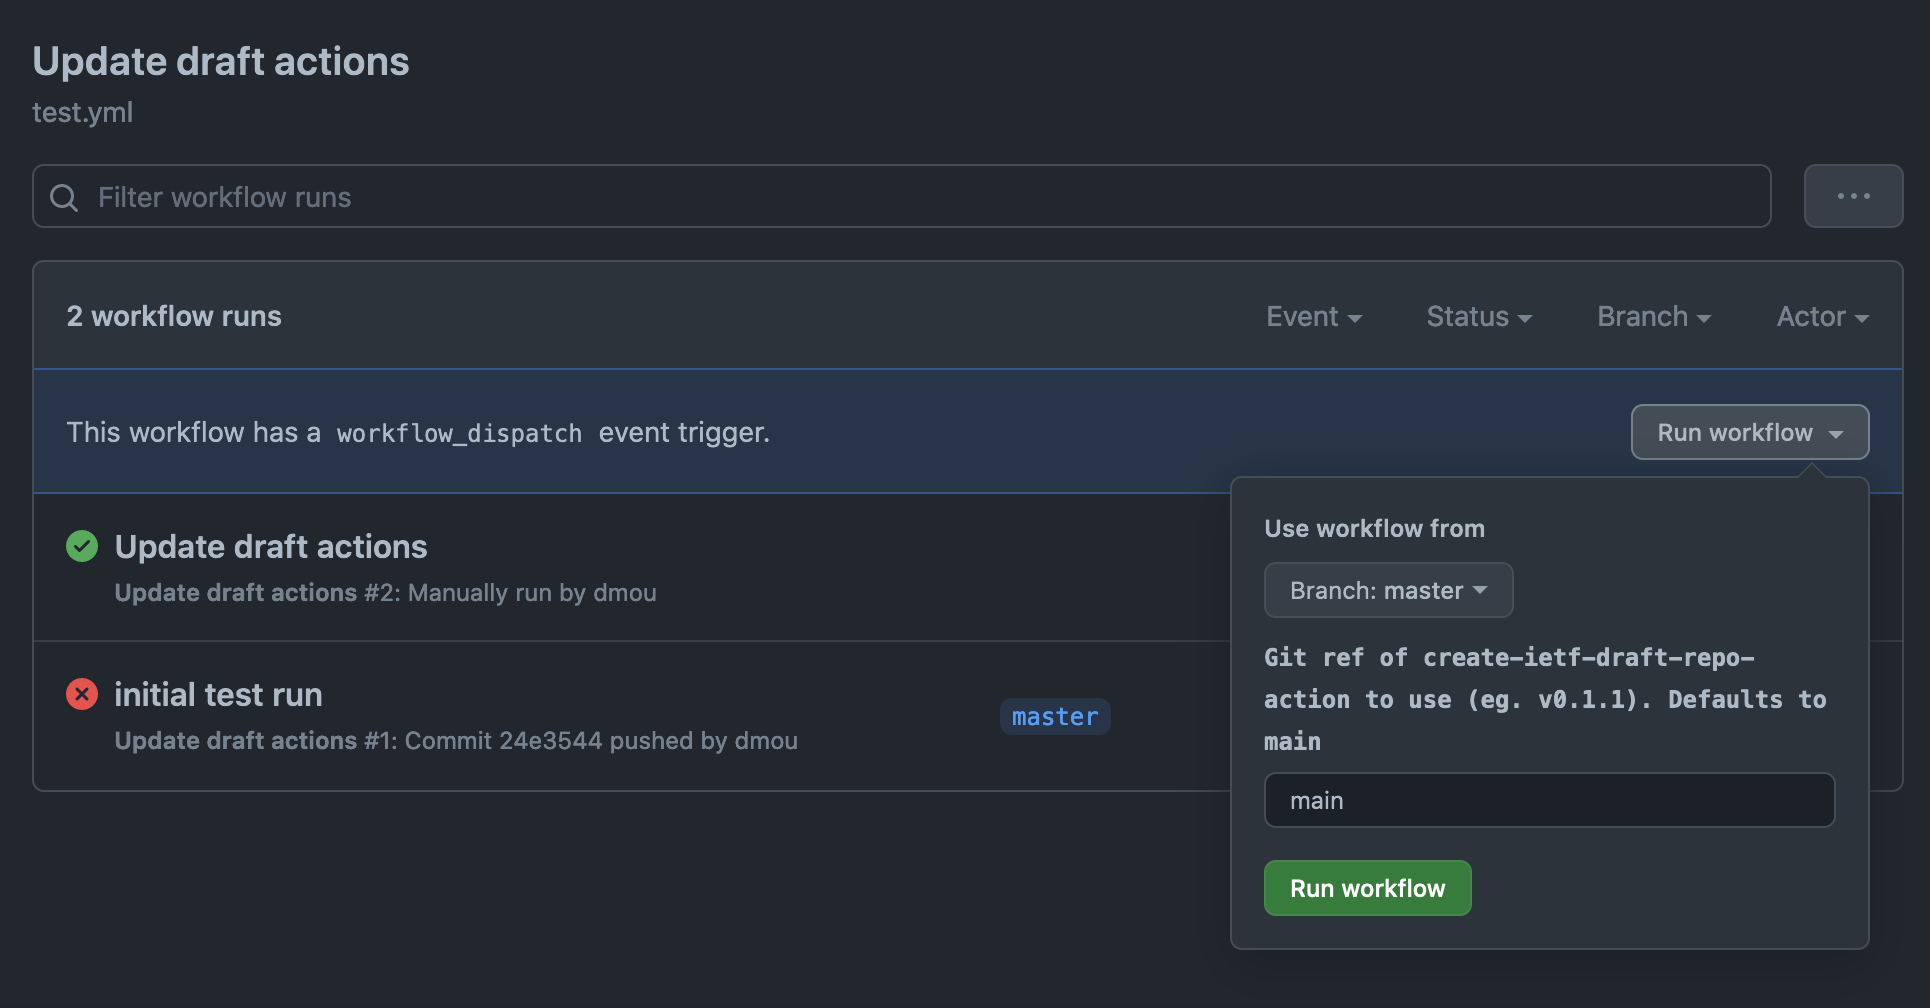 Update draft actions
test.yml
Filter workflow runs
2 workflow runs
Event
Status
Branch
Actor
This workflow has a workflow_dispatch event trigger.
Run workflow
Update draft actions
Update draft actions #2: Manually run by dmou
initial test run
Update draft actions #1: Commit 24e3544 pushed by dmou
master
Use workflow from
Branch: master
Git ref of create-ietf-draft-repo-
action to use (eg. v0.1.1). Defaults to
main
main
Run workflow